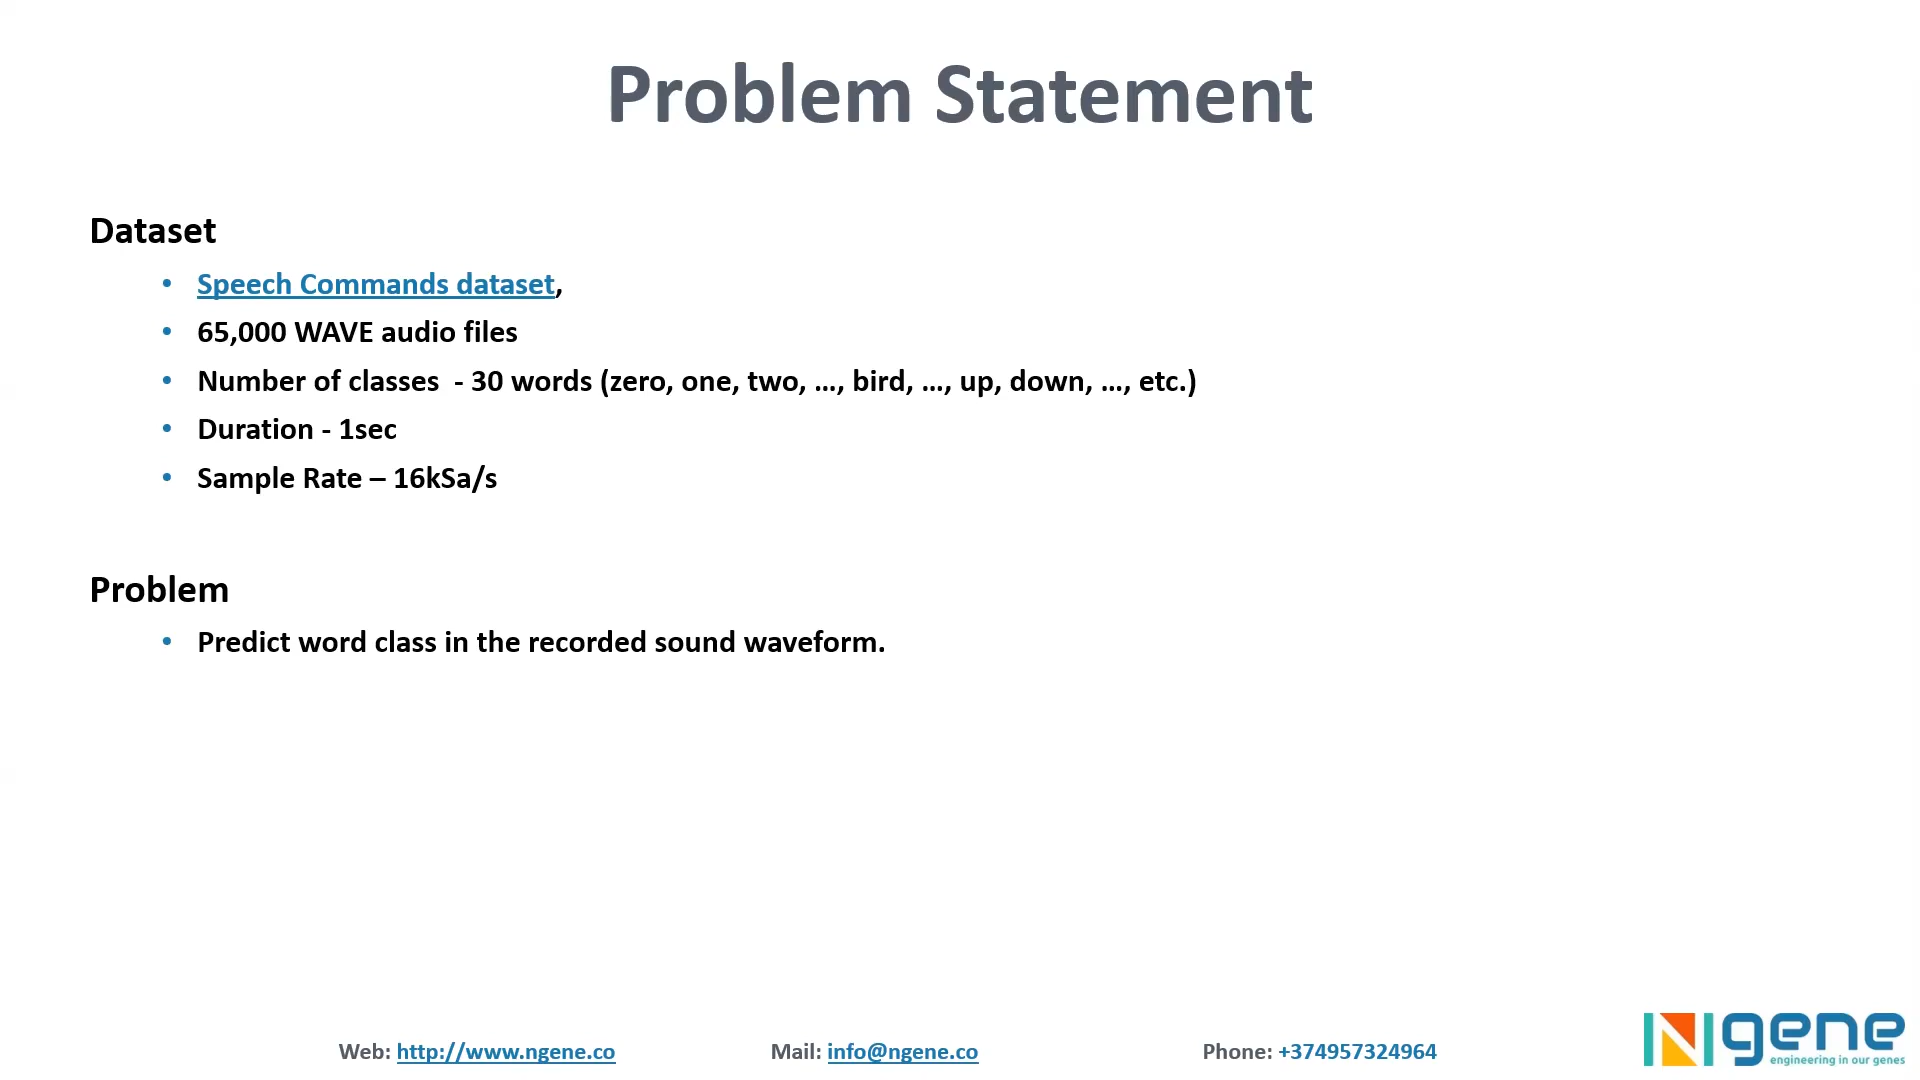 Problem Statement
Dataset
• Speech Commands dataset,
• 65,000 WAVE audio files
• Number of classes  - 30 words (zero, one, two, …, bird, …, up, down, …, etc.)
• Duration - 1sec
• Sample Rate – 16kSa/s
Problem
• Predict word class in the recorded sound waveform.
Web: http://www.ngene.co Mail: info@ngene.co Phone: +374957324964
Ngene
engineering in our genes